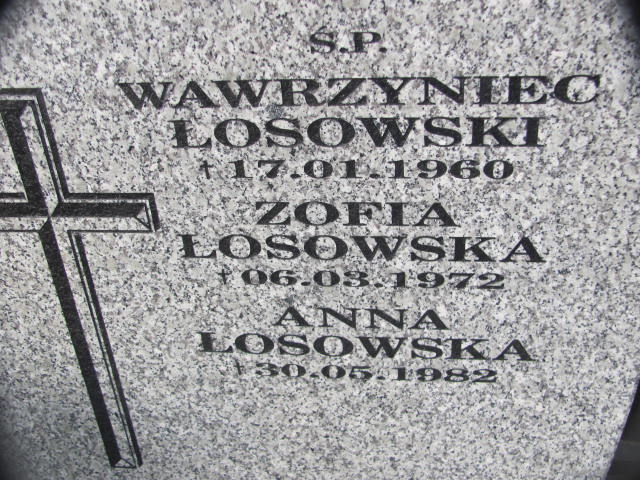 Ś.P.
WAWRZYNIEC
ŁOSOWSKI
† 17.01.1960
ZOFIA
ŁOSOWSKA
† 06.03.1972
ANNA
ŁOSOWSKA
† 30.05.1982